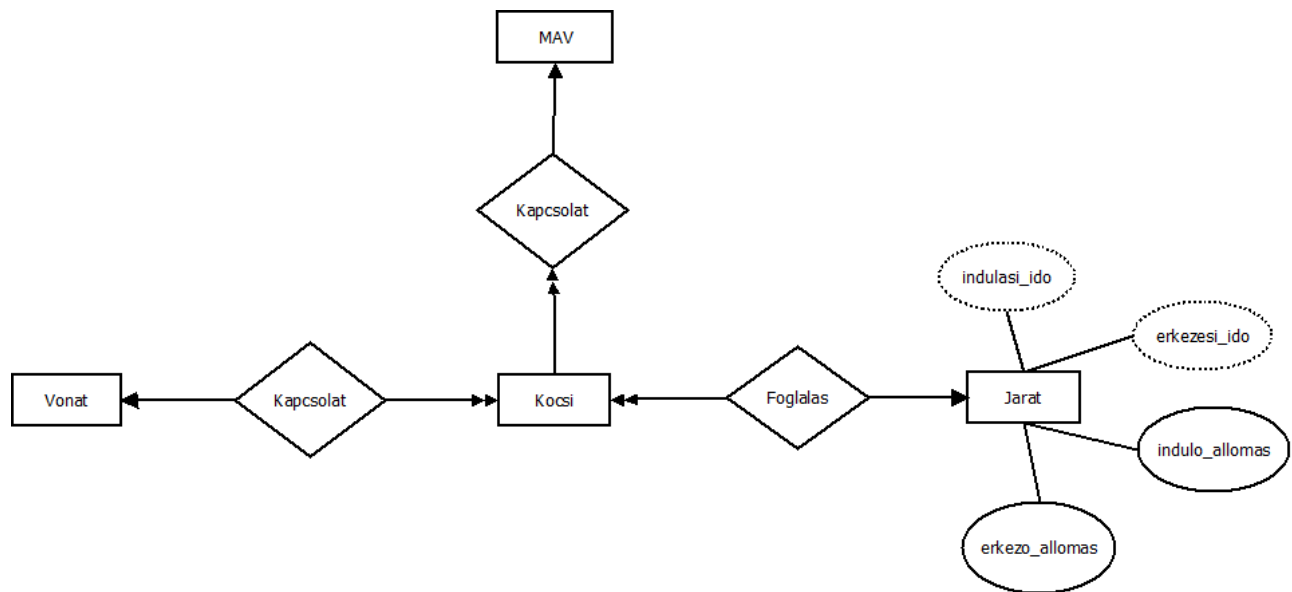 MAV
Kapcsolat
indulasi_ido
erkezesi_ido
Vonat
Kapcsolat
Kocsi
Foglalas
Jarat
indulo_allomas
erkezo_allomas